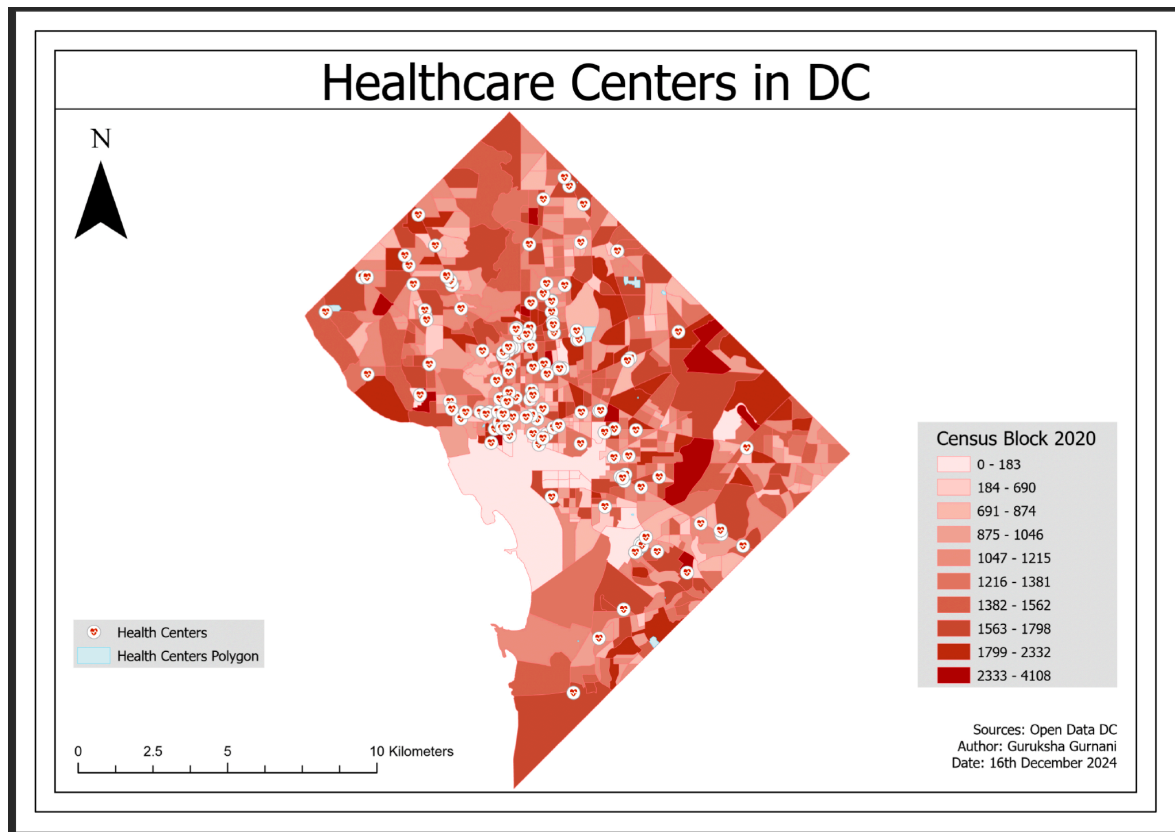 Healthcare Centers in DC
N
Census Block 2020
0 - 183
184 - 690
691 - 874
875 - 1046
1047 - 1215
1216 - 1381
1382 - 1562
1563 - 1798
1799 - 2332
2333 - 4108
Health Centers
Health Centers Polygon
0 2.5 5 10 Kilometers
Sources: Open Data DC
Author: Guruksha Gurnani
Date: 16th December 2024